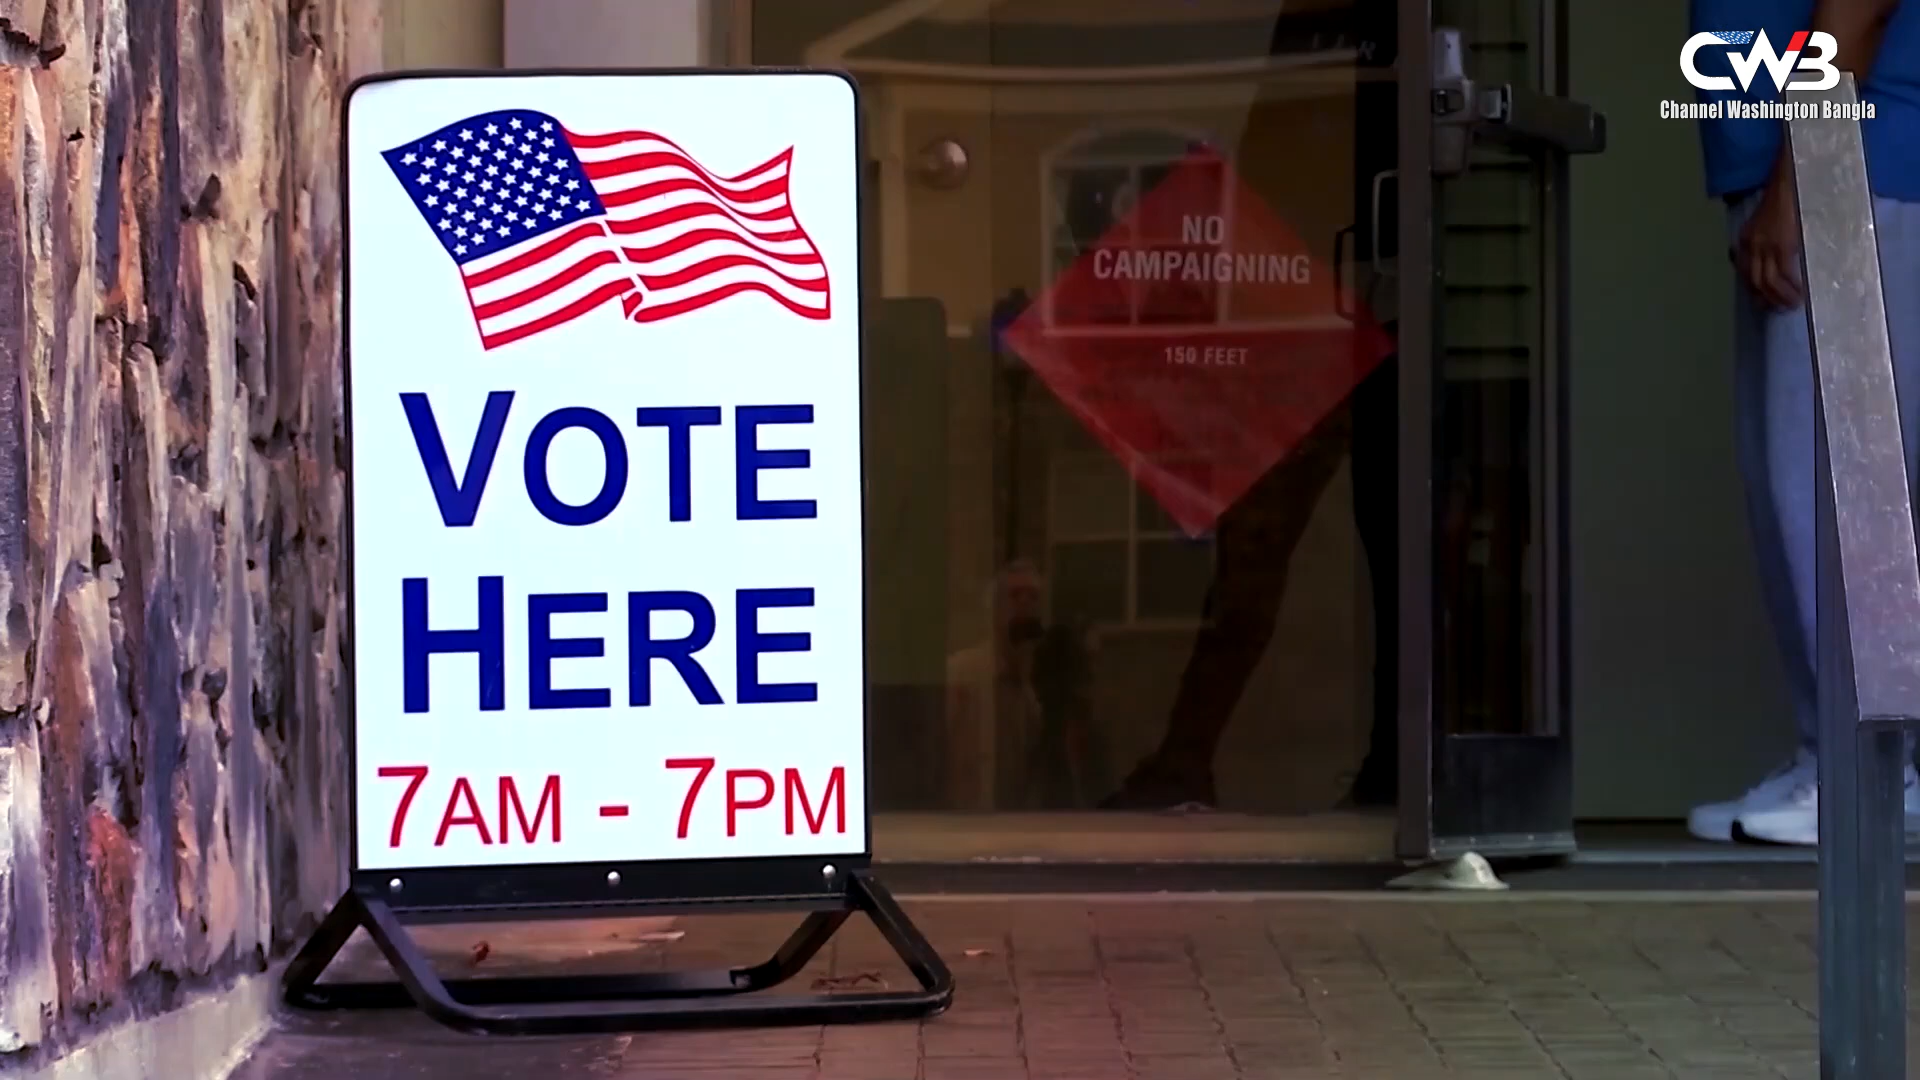 VOTE
HERE
7AM - 7PM
NO
CAMPAIGNING
150 FEET
CWB
Channel Washington Bangla